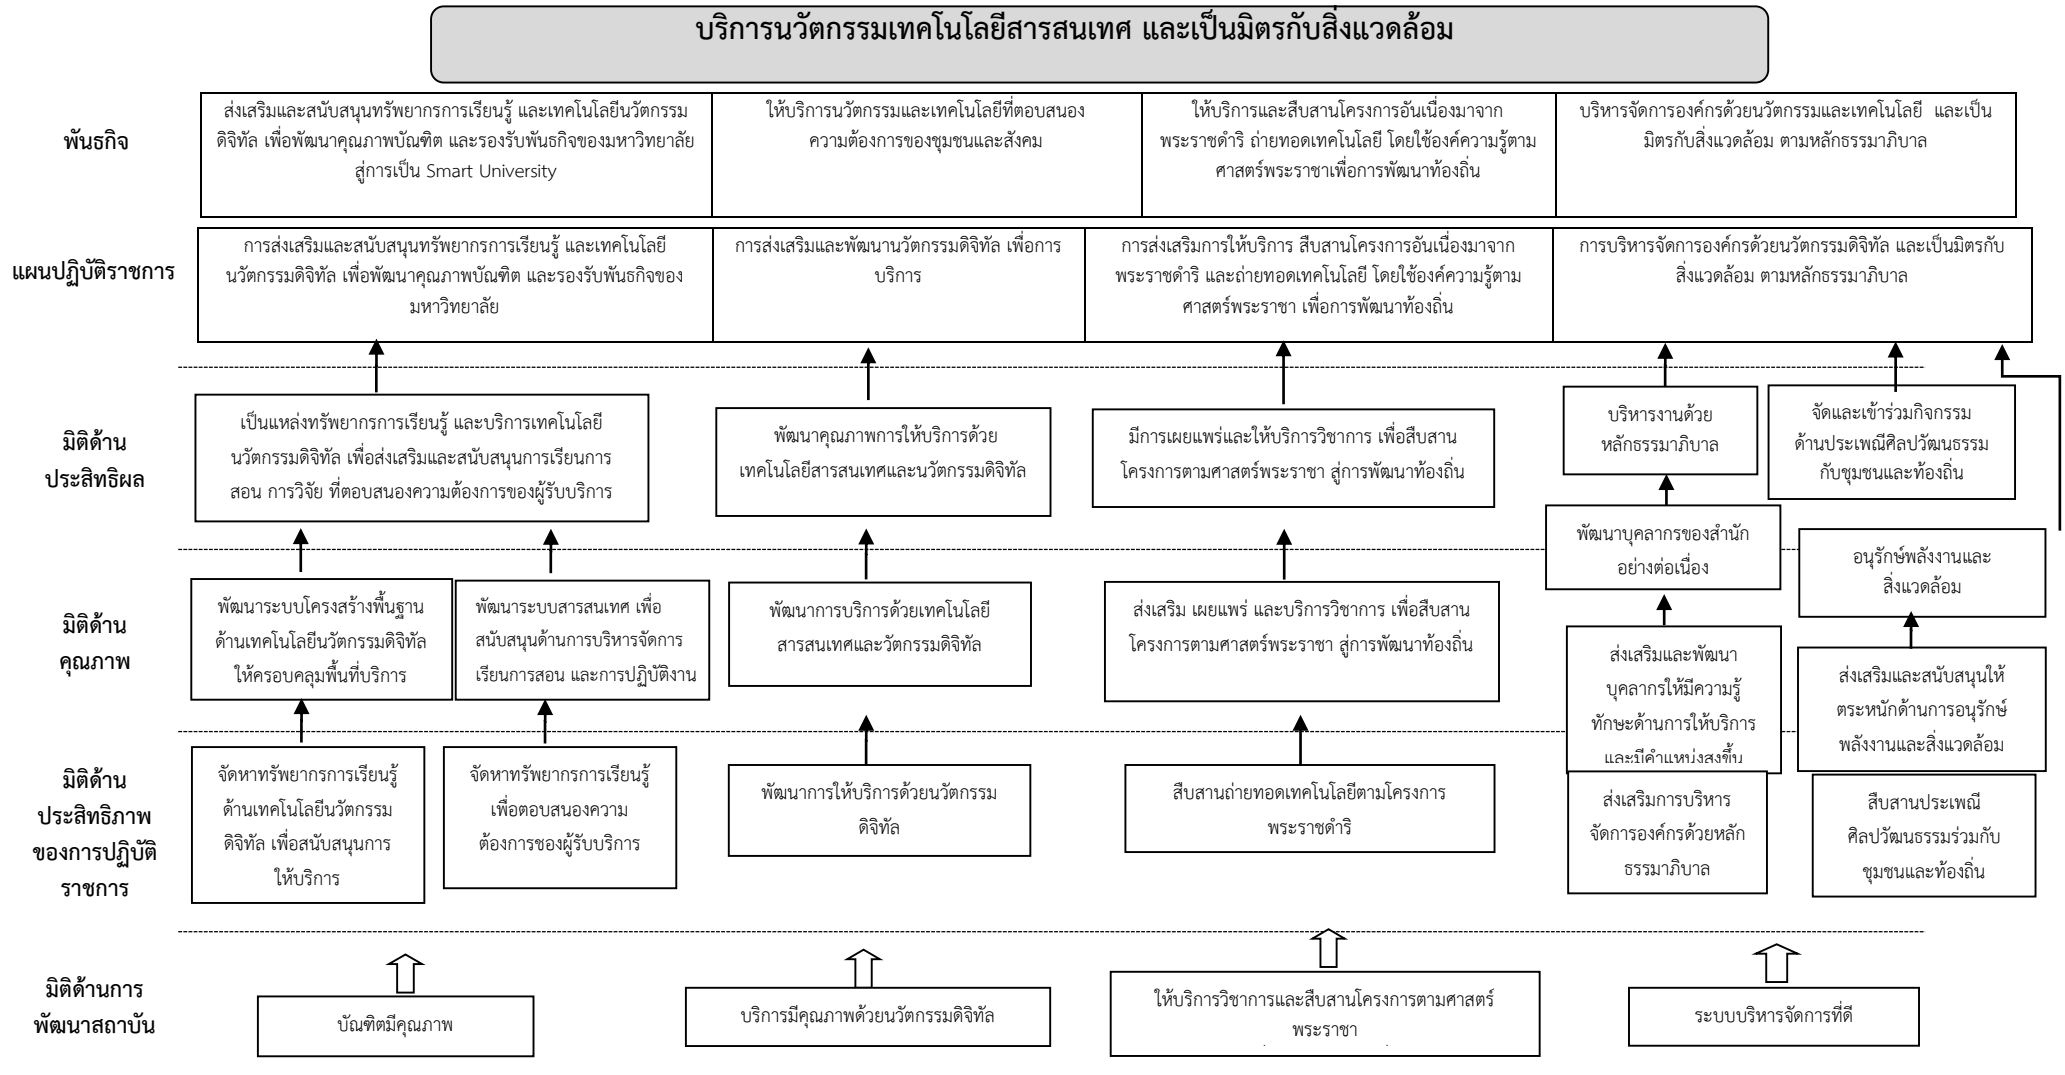 บริการนวัตกรรมเทคโนโลยีสารสนเทศ และเป็นมิตรกับสิ่งแวดล้อม
พันธกิจ
ส่งเสริมและสนับสนุนทรัพยากรการเรียนรู้ และเทคโนโลยีนวัตกรรม
ดิจิทัล เพื่อพัฒนาคุณภาพบัณฑิต และรองรับพันธกิจของมหาวิทยาลัย
สู่การเป็น Smart University
ให้บริการนวัตกรรมและเทคโนโลยีที่ตอบสนอง
ความต้องการของชุมชนและสังคม
ให้บริการและสืบสานโครงการอันเนื่องมาจาก
พระราชดำริ ถ่ายทอดเทคโนโลยี โดยใช้องค์ความรู้ตาม
ศาสตร์พระราชาเพื่อการพัฒนาท้องถิ่น
บริหารจัดการองค์กรด้วยนวัตกรรมและเทคโนโลยี และเป็น
มิตรกับสิ่งแวดล้อม ตามหลักธรรมาภิบาล
แผนปฏิบัติราชการ
การส่งเสริมและสนับสนุนทรัพยากรการเรียนรู้ และเทคโนโลยี
นวัตกรรมดิจิทัล เพื่อพัฒนาคุณภาพบัณฑิต และรองรับพันธกิจของ
มหาวิทยาลัย
การส่งเสริมและพัฒนานวัตกรรมดิจิทัล เพื่อการ
บริการ
การส่งเสริมการให้บริการ สืบสานโครงการอันเนื่องมาจาก
พระราชดำริ และถ่ายทอดเทคโนโลยี โดยใช้องค์ความรู้ตาม
ศาสตร์พระราชา เพื่อการพัฒนาท้องถิ่น
การบริหารจัดการองค์กรด้วยนวัตกรรมดิจิทัล และเป็นมิตรกับ
สิ่งแวดล้อม ตามหลักธรรมาภิบาล
มิติด้าน
ประสิทธิผล
เป็นแหล่งทรัพยากรการเรียนรู้ และบริการเทคโนโลยี
นวัตกรรมดิจิทัล เพื่อส่งเสริมและสนับสนุนการเรียนการ
สอน การวิจัย ที่ตอบสนองความต้องการของผู้รับบริการ
พัฒนาคุณภาพการให้บริการด้วย
เทคโนโลยีสารสนเทศและนวัตกรรมดิจิทัล
มีการเผยแพร่และให้บริการวิชาการ เพื่อสืบสาน
โครงการตามศาสตร์พระราชา สู่การพัฒนาท้องถิ่น
บริหารงานด้วย
หลักธรรมาภิบาล
จัดและเข้าร่วมกิจกรรม
ด้านประเพณีศิลปวัฒนธรรม
กับชุมชนและท้องถิ่น
พัฒนาบุคลากรของสำนัก
อย่างต่อเนื่อง
อนุรักษ์พลังงานและ
สิ่งแวดล้อม
มิติด้าน
คุณภาพ
พัฒนาระบบโครงสร้างพื้นฐาน
ด้านเทคโนโลยีนวัตกรรมดิจิทัล
ให้ครอบคลุมพื้นที่บริการ
พัฒนาระบบสารสนเทศ เพื่อ
สนับสนุนด้านการบริหารจัดการ
เรียนการสอน และการปฏิบัติงาน
พัฒนาการบริการด้วยเทคโนโลยี
สารสนเทศและวัตกรรมดิจิทัล
ส่งเสริม เผยแพร่ และบริการวิชาการ เพื่อสืบสาน
โครงการตามศาสตร์พระราชา สู่การพัฒนาท้องถิ่น
ส่งเสริมและพัฒนา
บุคลากรให้มีความรู้
ทักษะด้านการให้บริการ
และมีตำแหน่งสูงขึ้น
ส่งเสริมและสนับสนุนให้
ตระหนักด้านการอนุรักษ์
พลังงานและสิ่งแวดล้อม
มิติด้าน
ประสิทธิภาพ
ของการปฏิบัติ
ราชการ
จัดหาทรัพยากรการเรียนรู้
ด้านเทคโนโลยีนวัตกรรม
ดิจิทัล เพื่อสนับสนุนการ
ให้บริการ
จัดหาทรัพยากรการเรียนรู้
เพื่อตอบสนองความ
ต้องการชองผู้รับบริการ
พัฒนาการให้บริการด้วยนวัตกรรม
ดิจิทัล
สืบสานถ่ายทอดเทคโนโลยีตามโครงการ
พระราชดำริ
ส่งเสริมการบริหาร
จัดการองค์กรด้วยหลัก
ธรรมาภิบาล
สืบสานประเพณี
ศิลปวัฒนธรรมร่วมกับ
ชุมชนและท้องถิ่น
มิติด้านการ
พัฒนาสถาบัน
บัณฑิตมีคุณภาพ
บริการมีคุณภาพด้วยนวัตกรรมดิจิทัล
ให้บริการวิชาการและสืบสานโครงการตามศาสตร์
พระราชา
ระบบบริหารจัดการที่ดี